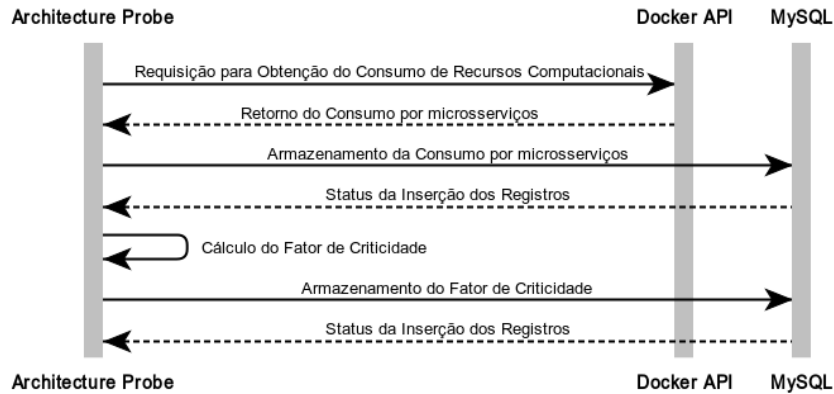 Architecture Probe Docker API MySQL
Requisição para Obtenção do Consumo de Recursos Computacionais
Retorno do Consumo por microsserviços
Armazenamento da Consumo por microsserviços
Status da Inserção dos Registros
Cálculo do Fator de Criticidade
Armazenamento do Fator de Criticidade
Status da Inserção dos Registros
Architecture Probe Docker API MySQL